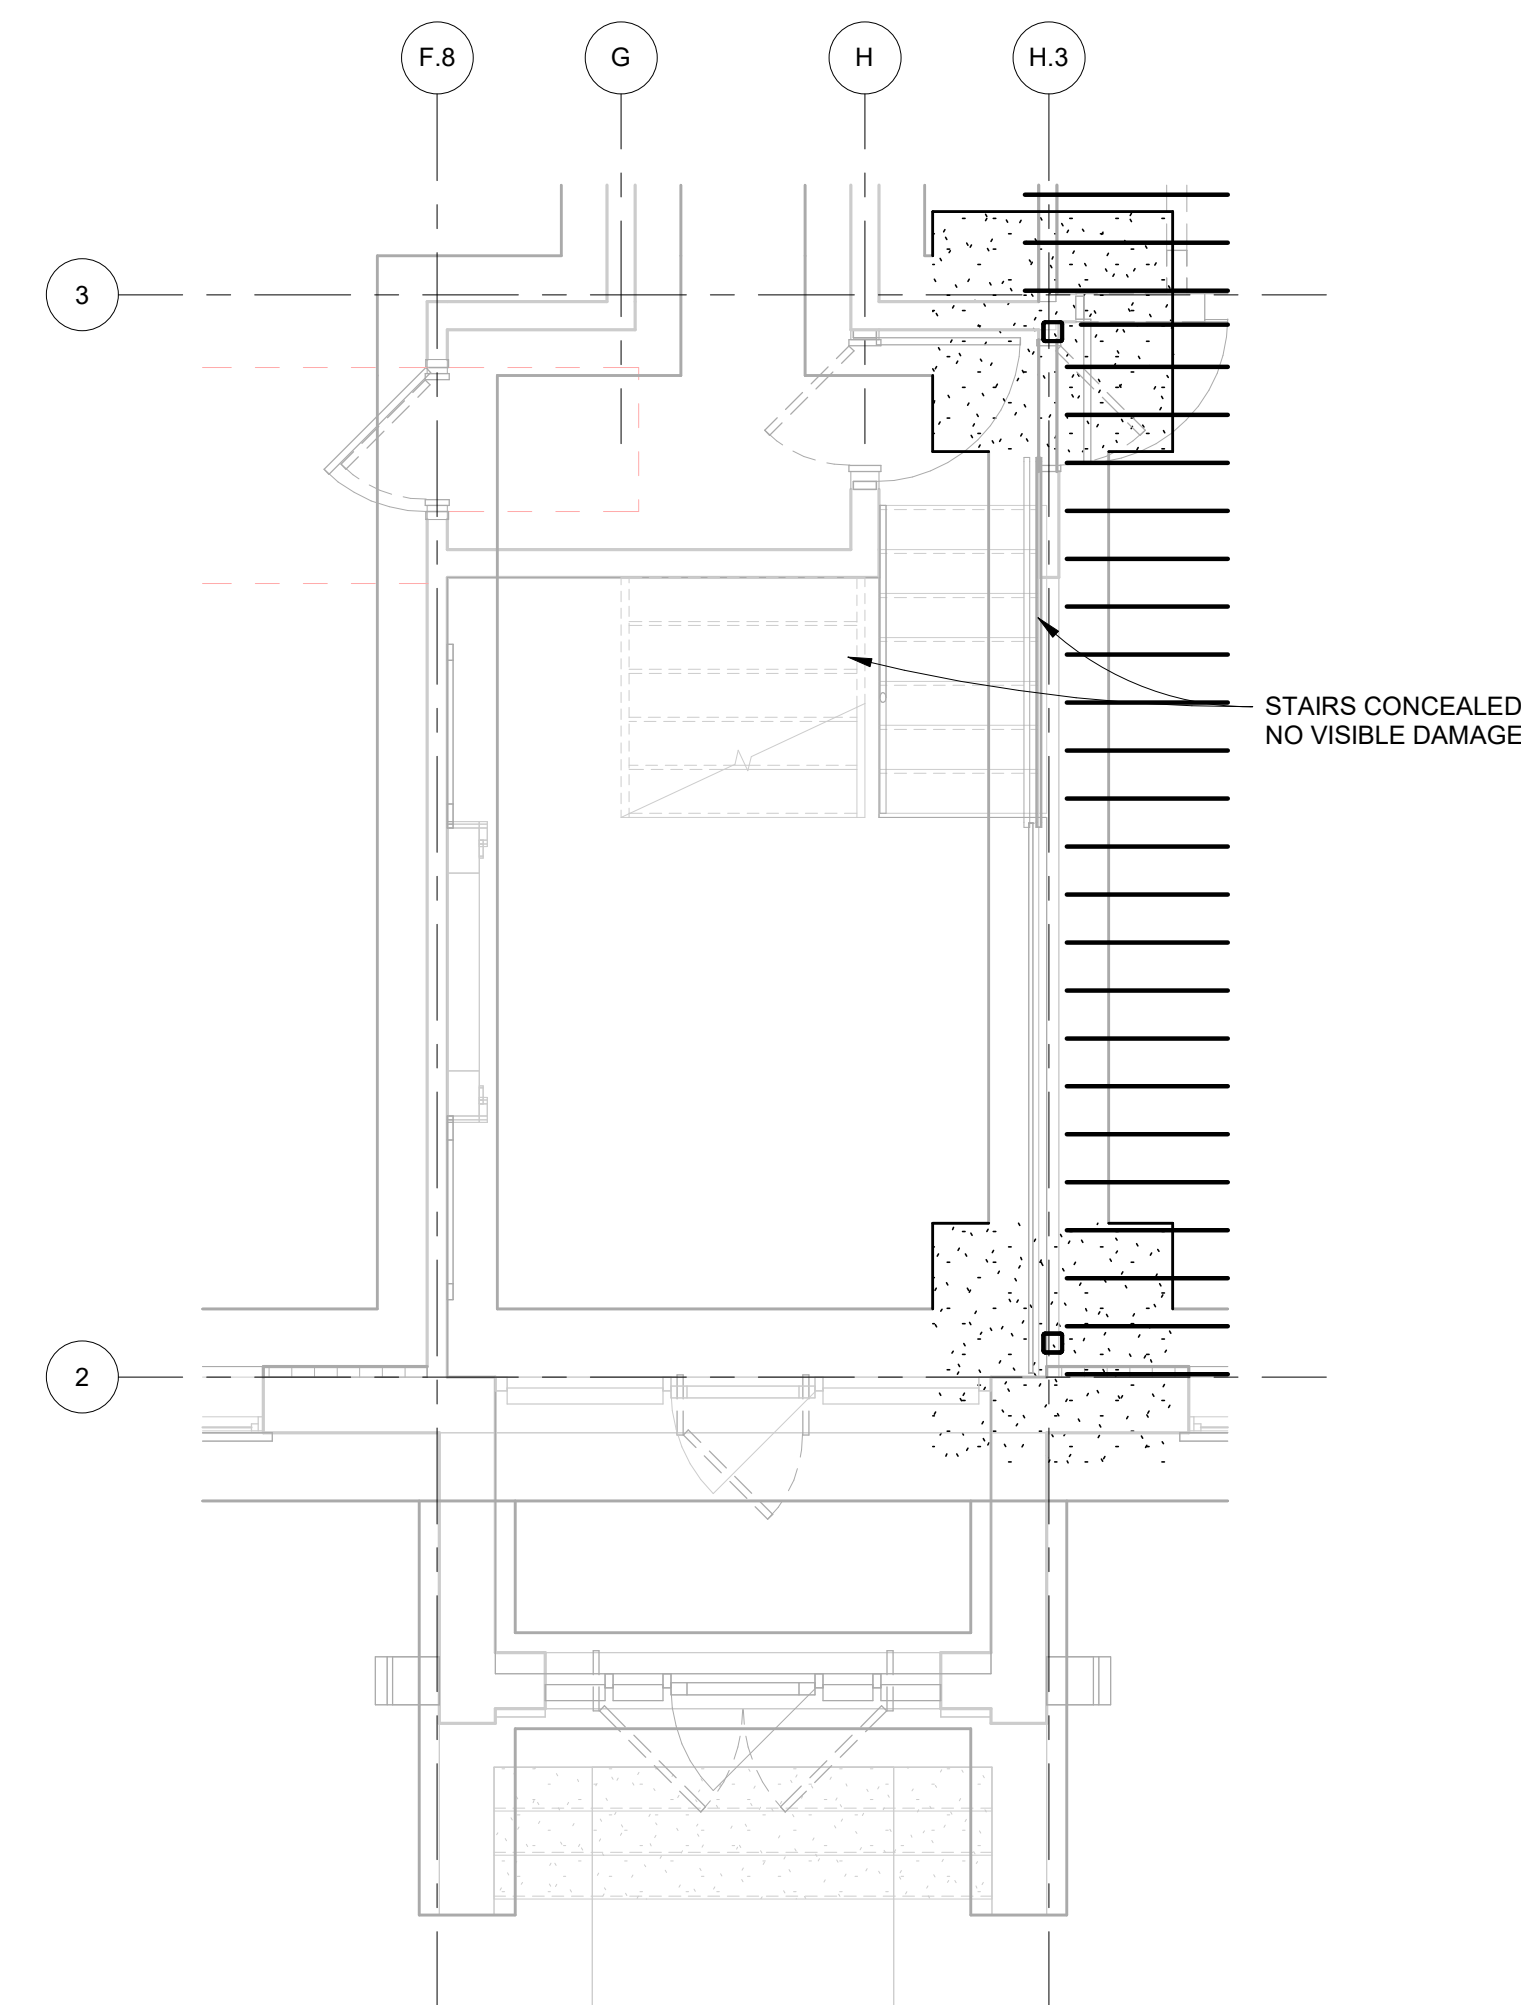 F.8
G
H
H.3
3
STAIRS CONCEALED
NO VISIBLE DAMAGE
2